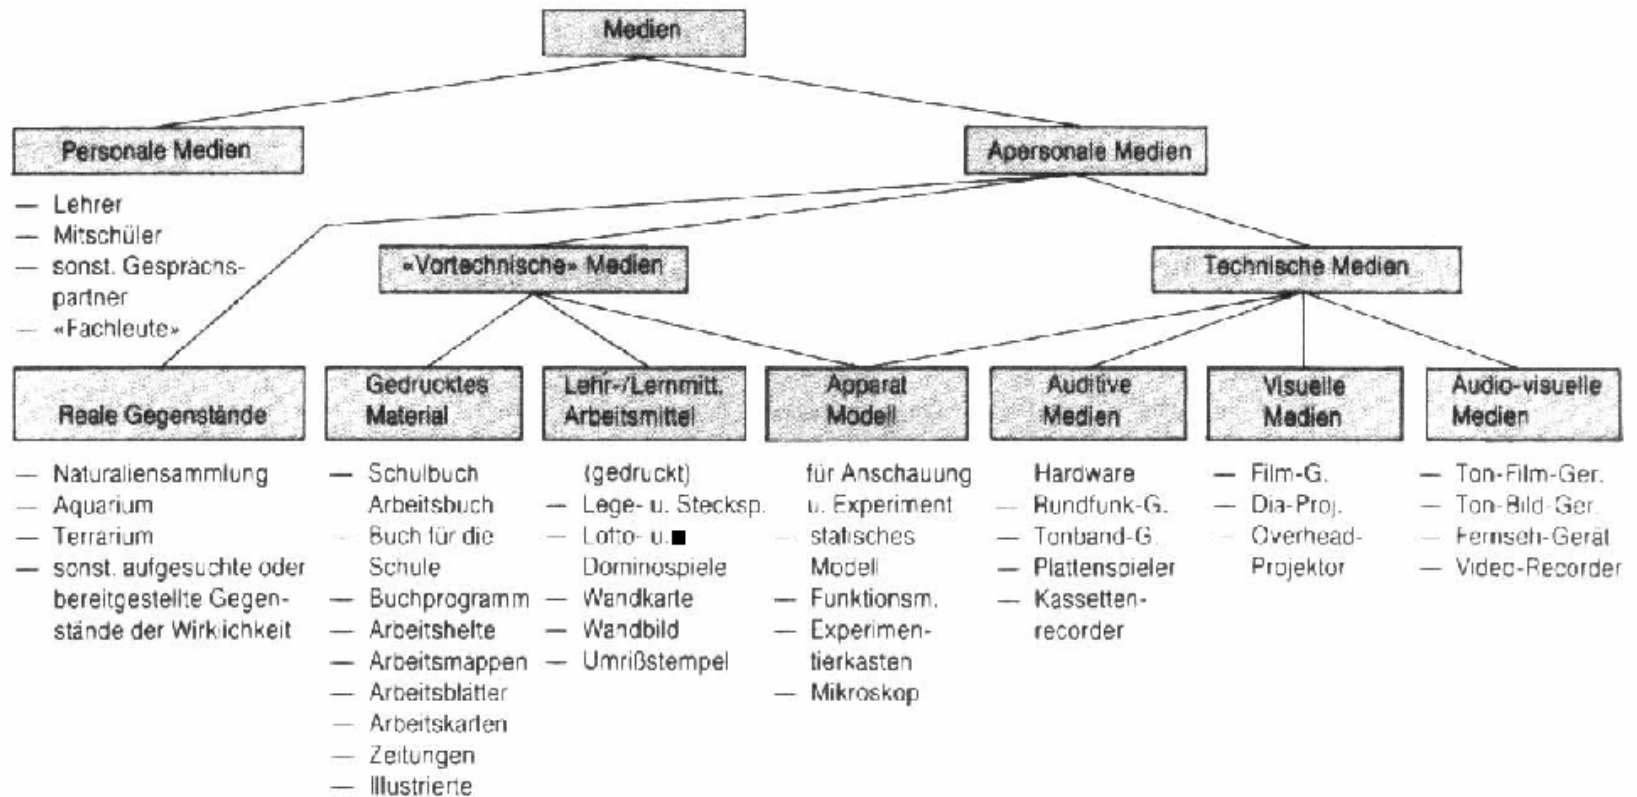 Medien
Personale Medien
— Lehrer
— Mitschüler
— sonst. Gesprächs-
partner
— «Fachleute»
Apersonale Medien
«Vortechnische» Medien
Technische Medien
Reale Gegenstände
— Naturaliensammlung
— Aquarium
— Terrarium
— sonst. aufgesuchte oder
bereitgestellte Gegen-
stände der Wirklichkeit
Gedrucktes
Material
— Schulbuch
Arbeitsbuch
— Buch für die
Schule
— Buchprogramm
— Arbeitshefte
— Arbeitsmappen
— Arbeitsblätter
— Arbeitskarten
— Zeitungen
— Illustrierte
Lehr-/Lernmitt.
Arbeitsmittel
(gedruckt)
— Lege- u. Stecksp.
— Lotto- u.
Dominospiele
— Wandkarte
— Wandbild
— Umrißstempel
Apparat
Modell
für Anschauung
u. Experiment
— statisches
Modell
— Funktionsm.
— Experimen-
tierkasten
— Mikroskop
Auditive
Medien
Hardware
— Rundfunk-G.
— Tonband-G.
— Plattenspieler
— Kassetten-
recorder
Visuelle
Medien
— Film-G.
— Dia-Proj.
— Overhead-
Projektor
Audio-visuelle
Medien
— Ton-Film-Ger.
— Ton-Bild-Ger.
— Fernseh-Gerät
— Video-Recorder